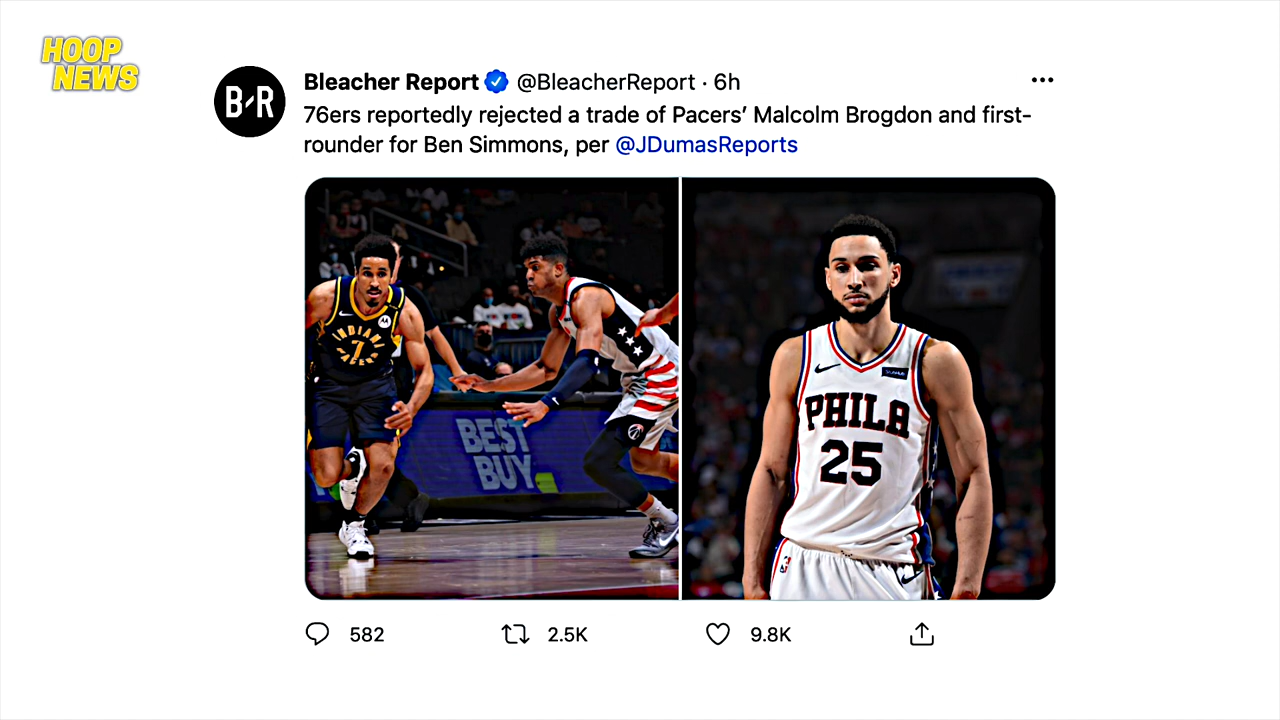 HOOP
NEWS
B/R
Bleacher Report @BleacherReport · 6h
76ers reportedly rejected a trade of Pacers’ Malcolm Brogdon and first-
rounder for Ben Simmons, per @JDumasReports
INDIANA
7
PACERS
BEST
BUY
PHILA
25
582
2.5K
9.8K